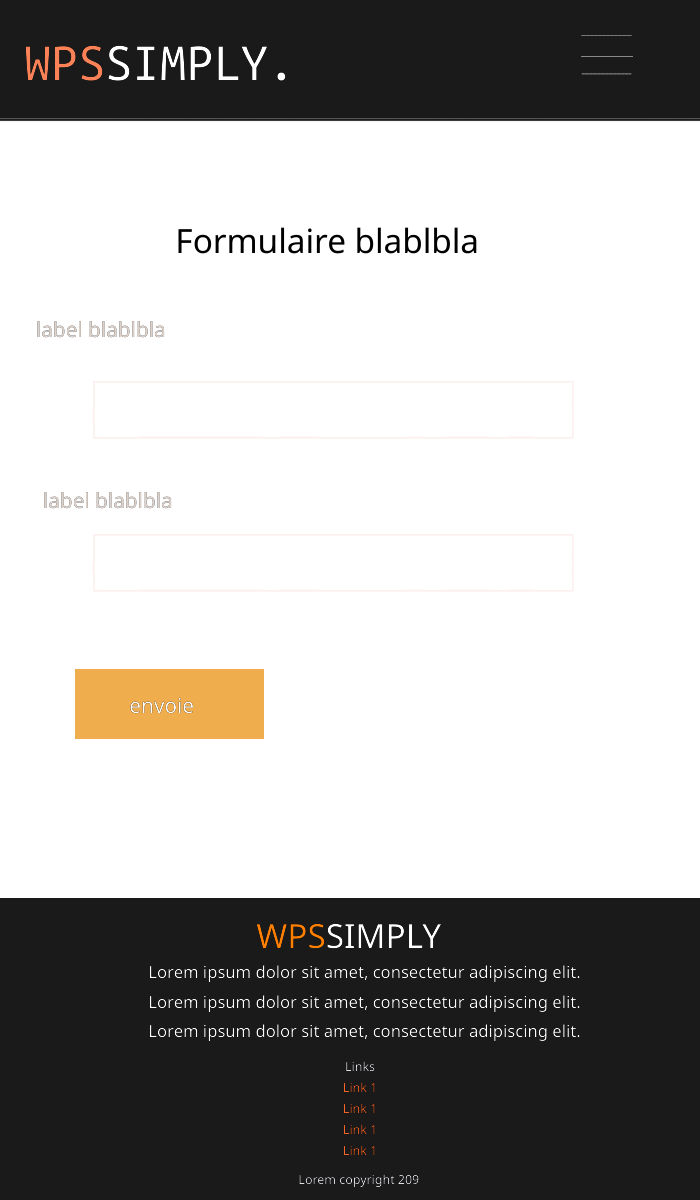 WPSSIMPLY.
Formulaire blablbla
label blablbla
label blablbla
envoie
WPSSIMPLY
Lorem ipsum dolor sit amet, consectetur adipiscing elit.
Lorem ipsum dolor sit amet, consectetur adipiscing elit.
Lorem ipsum dolor sit amet, consectetur adipiscing elit.
Links
Link 1
Link 1
Link 1
Link 1
Lorem copyright 209